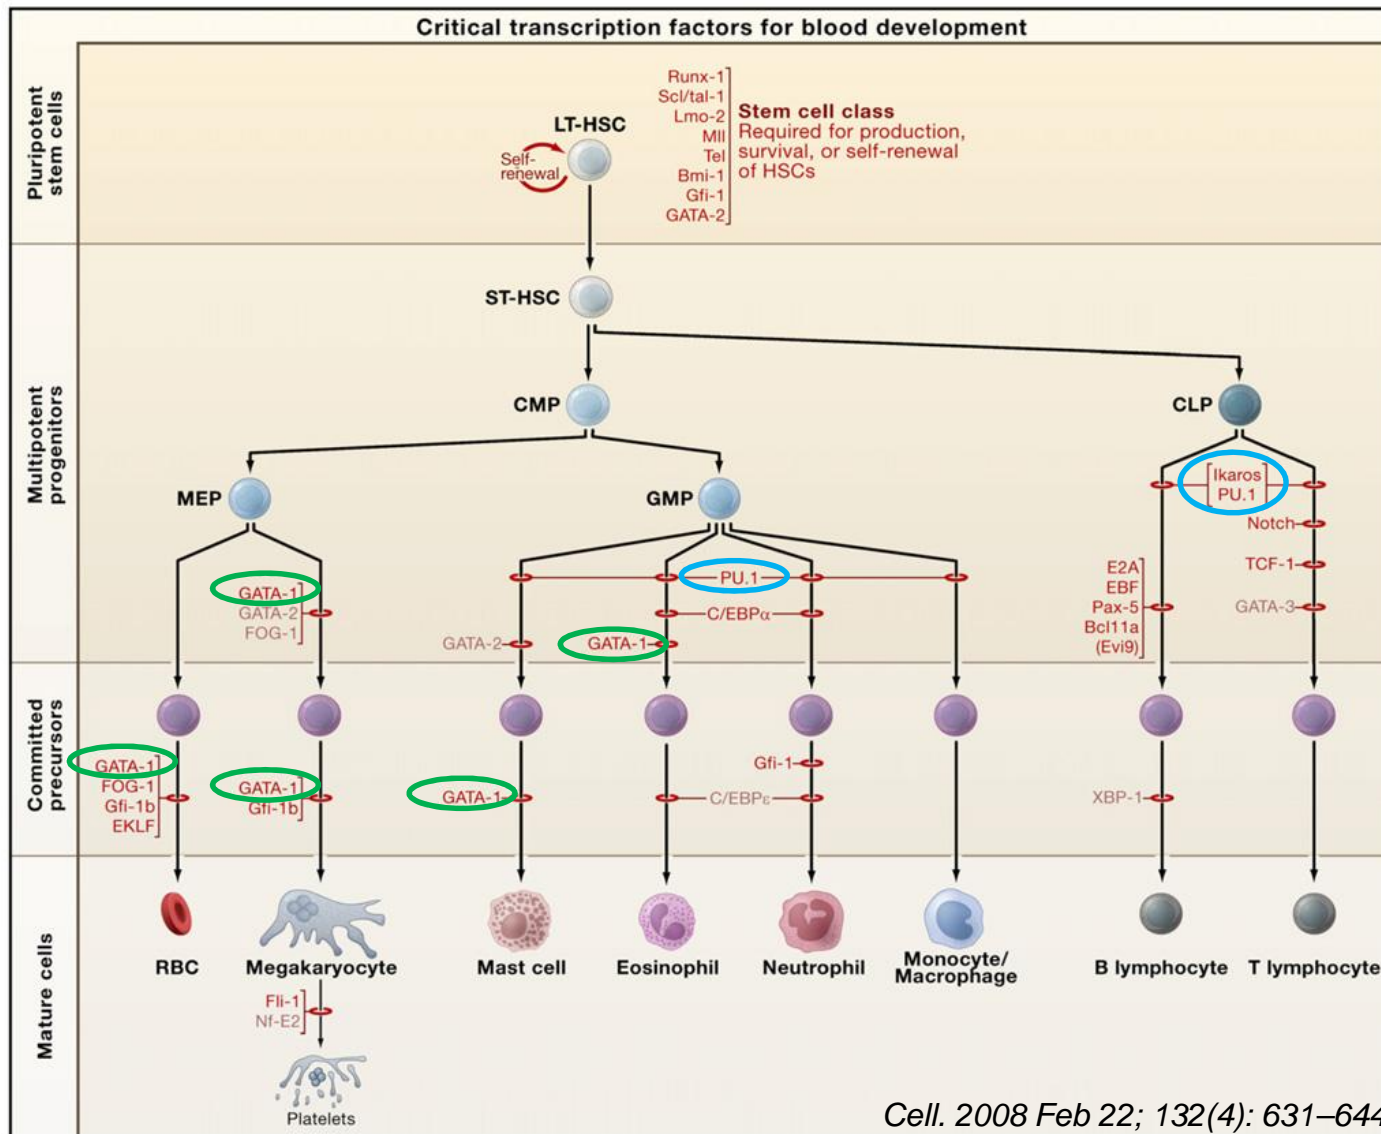 Critical transcription factors for blood development
Pluripotent
stem cells
LT-HSC
Self-
renewal
Runx-1
Scl/tal-1
Lmo-2
Mll
Tel
Bmi-1
Gfi-1
GATA-2
Stem cell class
Required for production,
survival, or self-renewal
of HSCs
Multipotent
progenitors
ST-HSC
CMP
CLP
MEP
GMP
Ikaros
PU.1
Notch
GATA-1
GATA-2
FOG-1
PU.1
C/EBPα
GATA-2
GATA-1
E2A
EBF
Pax-5
Bcl11a
(Evi9)
TCF-1
GATA-3
Committed
precursors
GATA-1
FOG-1
Gfi-1b
EKLF
GATA-1
Gfi-1b
GATA-1
Gfi-1
C/EBPε
XBP-1
Mature cells
RBC
Megakaryocyte
Mast cell
Eosinophil
Neutrophil
Monocyte/
Macrophage
B lymphocyte
T lymphocyte
Fli-1
Nf-E2
Platelets
Cell. 2008 Feb 22; 132(4): 631–644